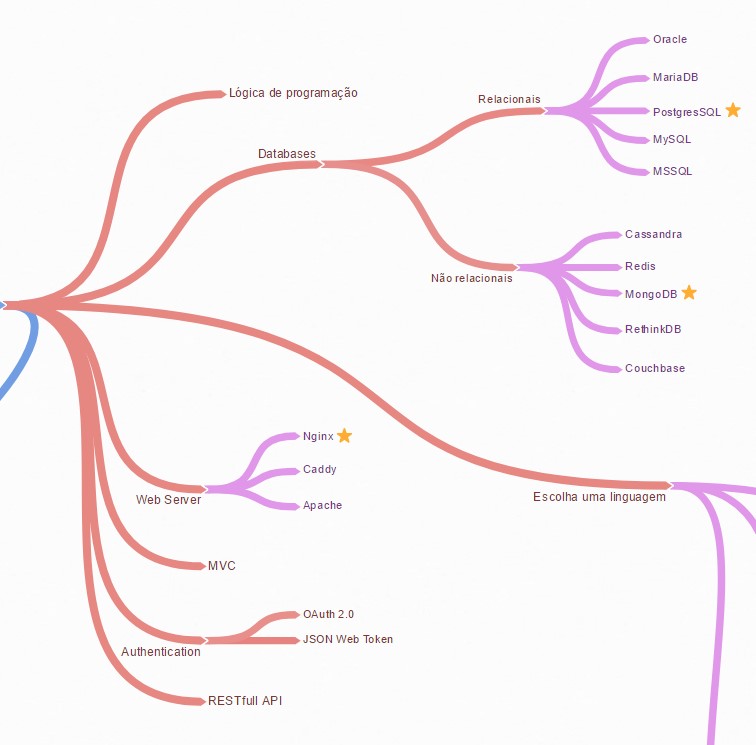 Lógica de programação
Databases
Relacionais
Oracle
MariaDB
PostgresSQL
MySQL
MSSQL
Não relacionais
Cassandra
Redis
MongoDB
RethinkDB
Couchbase
Escolha uma linguagem
Web Server
Nginx
Caddy
Apache
MVC
Authentication
OAuth 2.0
JSON Web Token
RESTfull API